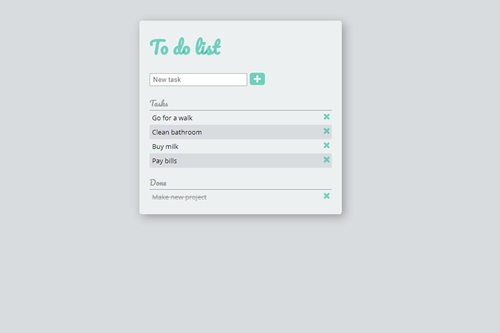 To do list
New task
Tasks
Go for a walk
Clean bathroom
Buy milk
Pay bills
Done
Make new project